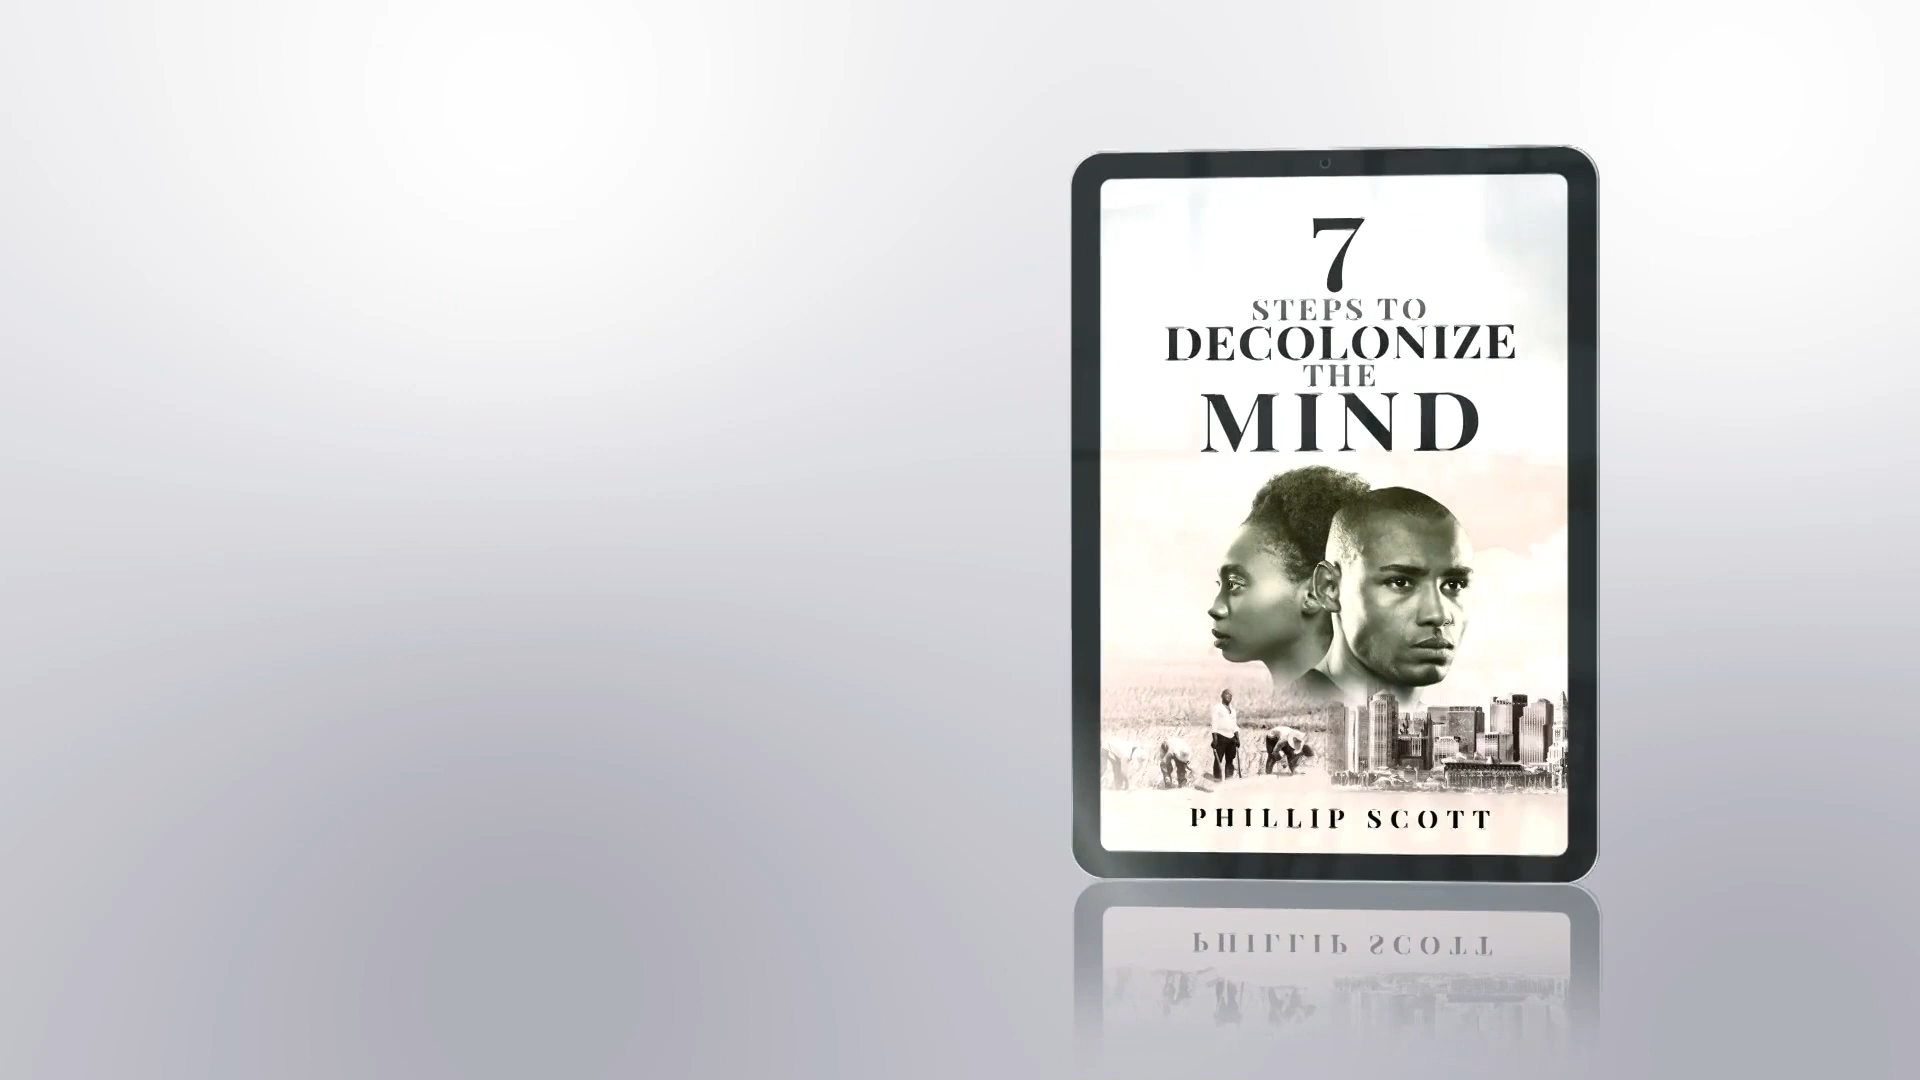 7
STEPS TO
DECOLONIZE
THE
MIND
PHILLIP SCOTT